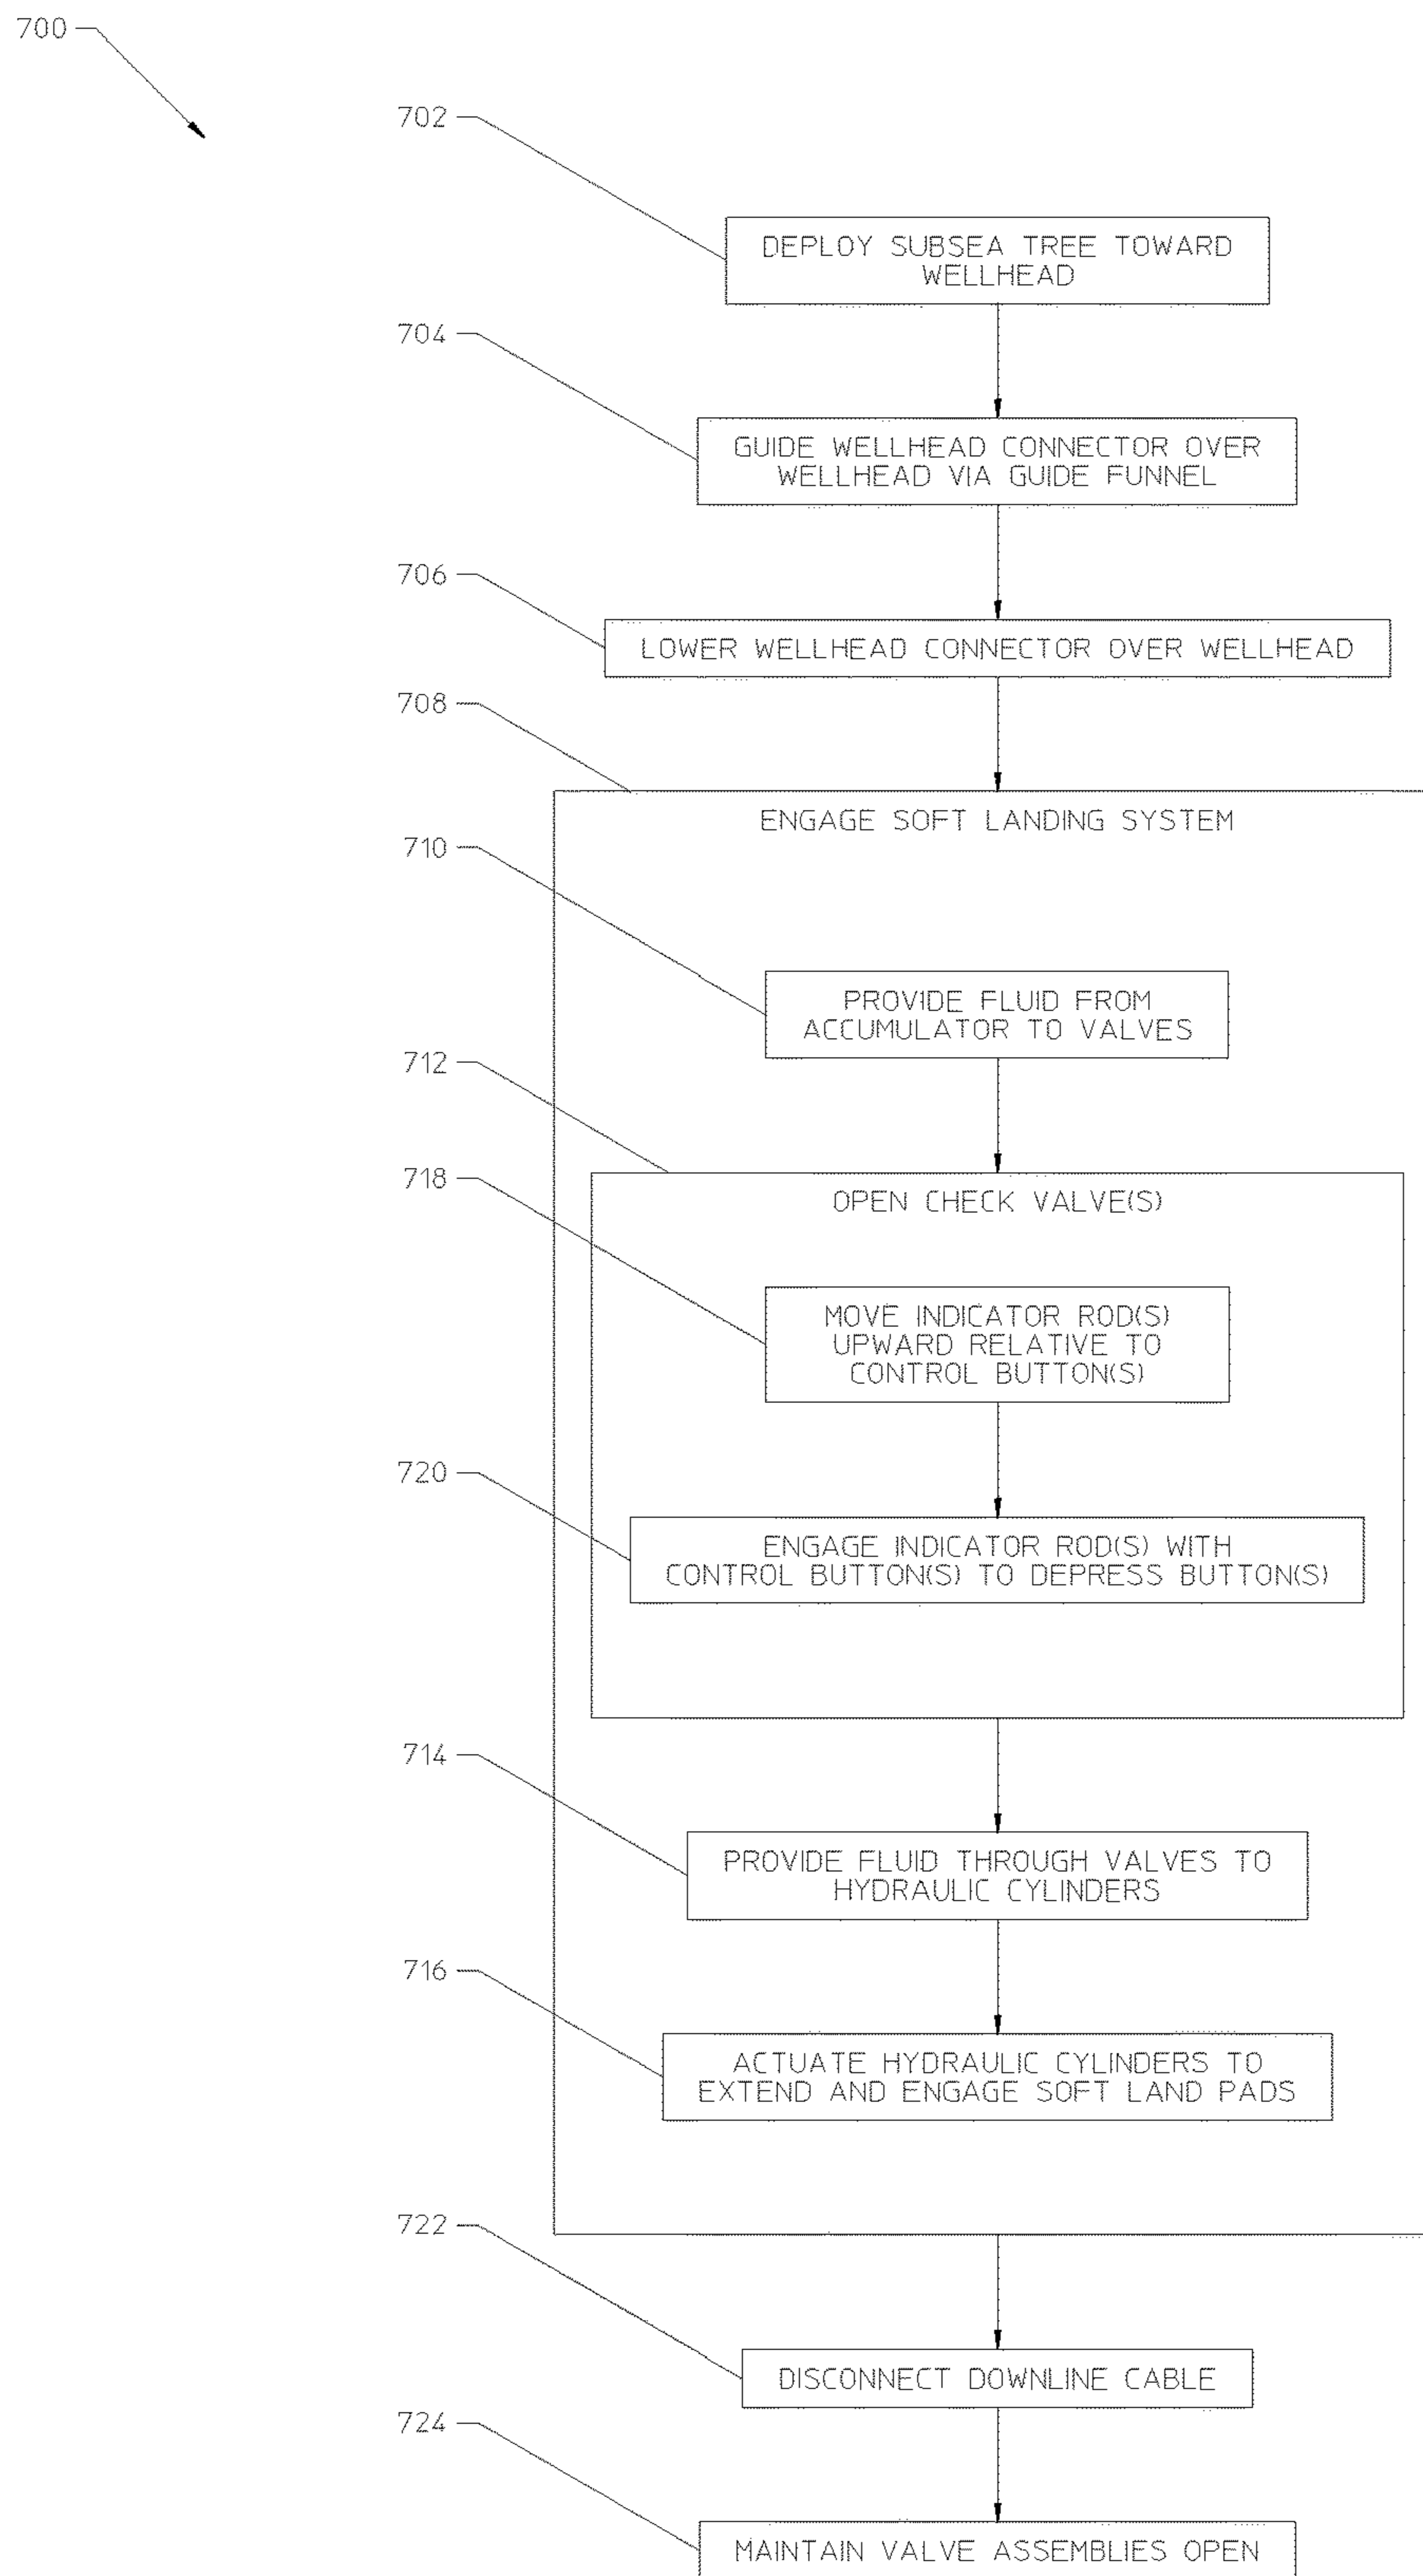 700
702
DEPLOY SUBSEA TREE TOWARD
WELLHEAD
704
GUIDE WELLHEAD CONNECTOR OVER
WELLHEAD VIA GUIDE FUNNEL
706
LOWER WELLHEAD CONNECTOR OVER WELLHEAD
708
ENGAGE SOFT LANDING SYSTEM
710
PROVIDE FLUID FROM
ACCUMULATOR TO VALVES
712
OPEN CHECK VALVE(S)
718
MOVE INDICATOR ROD(S)
UPWARD RELATIVE TO
CONTROL BUTTON(S)
720
ENGAGE INDICATOR ROD(S) WITH
CONTROL BUTTON(S) TO DEPRESS BUTTON(S)
714
PROVIDE FLUID THROUGH VALVES TO
HYDRAULIC CYLINDERS
716
ACTUATE HYDRAULIC CYLINDERS TO
EXTEND AND ENGAGE SOFT LAND PADS
722
DISCONNECT DOWNLINE CABLE
724
MAINTAIN VALVE ASSEMBLIES OPEN